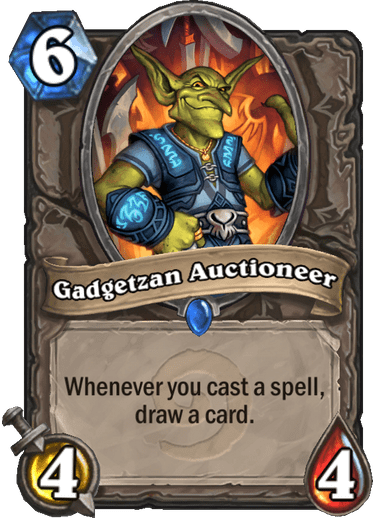 6
Gadgetzan Auctioneer
Whenever you cast a spell,
draw a card.
4
4